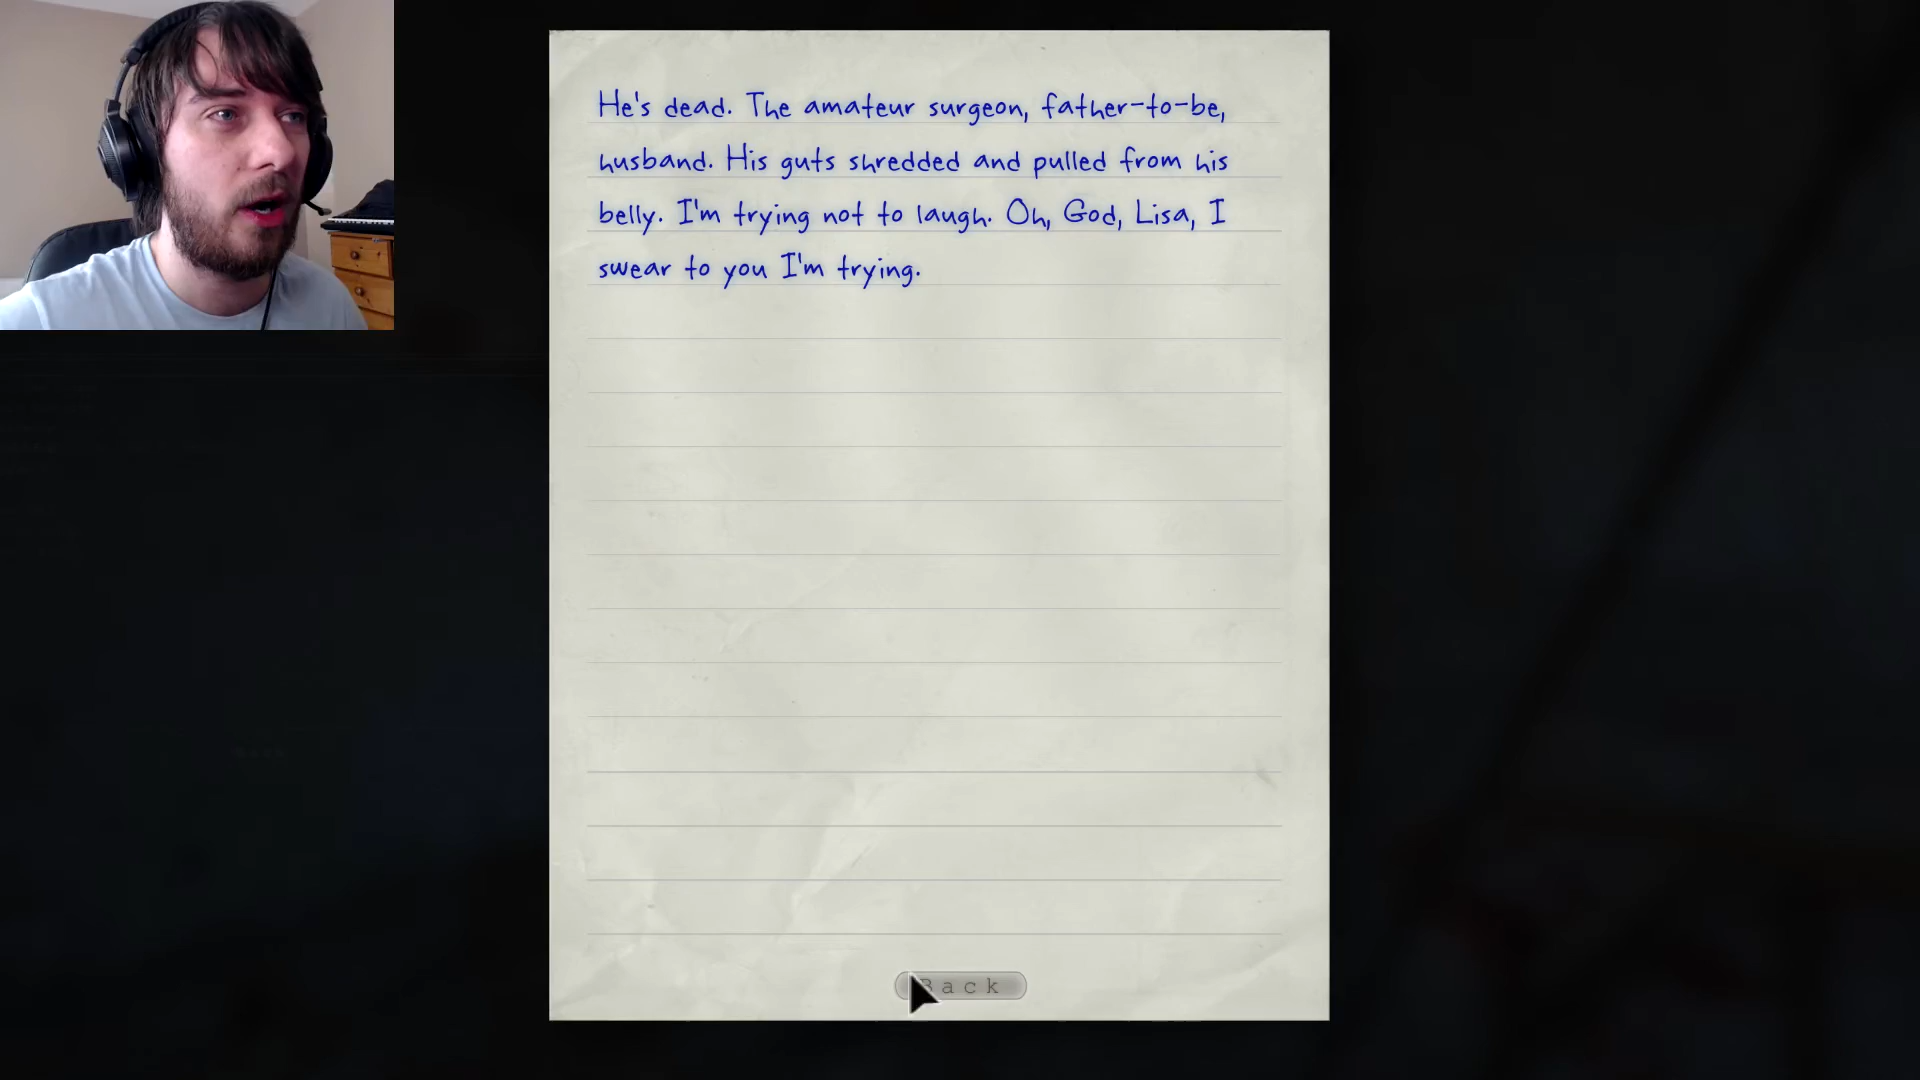 He's dead. The amateur surgeon, father-to-be,
husband. His guts shredded and pulled from his
belly. I'm trying not to laugh. Oh, God, Lisa, I
swear to you I'm trying.
Back